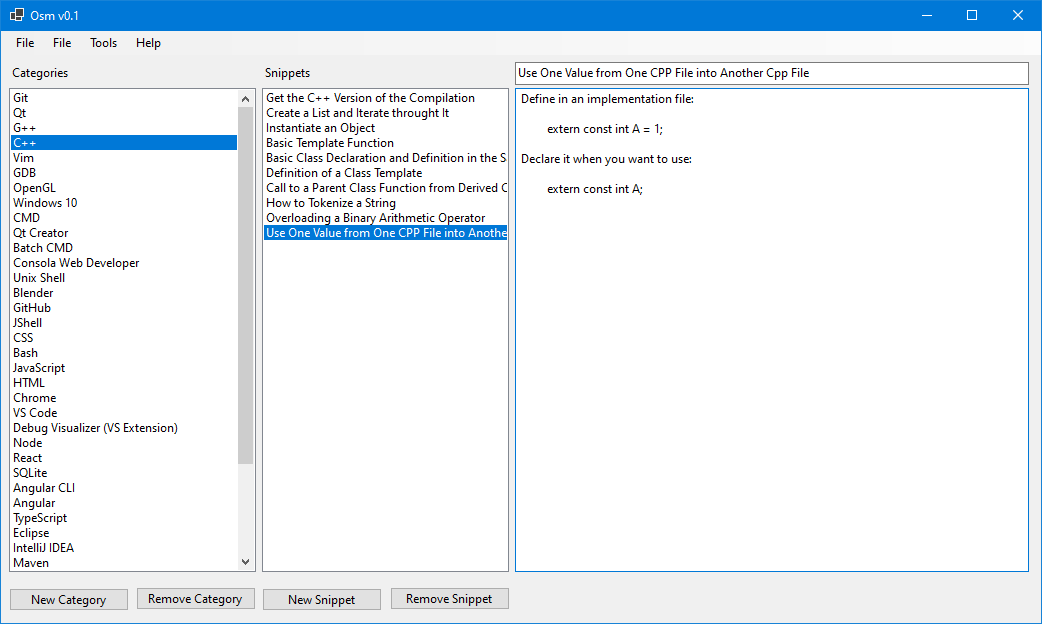 Osm v0.1
File File Tools Help
Categories
Snippets
Use One Value from One CPP File into Another Cpp File
Git
Qt
G++
C++
Vim
GDB
OpenGL
Windows 10
CMD
Qt Creator
Batch CMD
Consola Web Developer
Unix Shell
Blender
GitHub
JShell
CSS
Bash
JavaScript
HTML
Chrome
VS Code
Debug Visualizer (VS Extension)
Node
React
SQLite
Angular CLI
Angular
TypeScript
Eclipse
IntelliJ IDEA
Maven
Get the C++ Version of the Compilation
Create a List and Iterate throught It
Instantiate an Object
Basic Template Function
Basic Class Declaration and Definition in the S
Definition of a Class Template
Call to a Parent Class Function from Derived C
How to Tokenize a String
Overloading a Binary Arithmetic Operator
Use One Value from One CPP File into Anothe
Define in an implementation file:
extern const int A = 1;
Declare it when you want to use:
extern const int A;
New Category
Remove Category
New Snippet
Remove Snippet